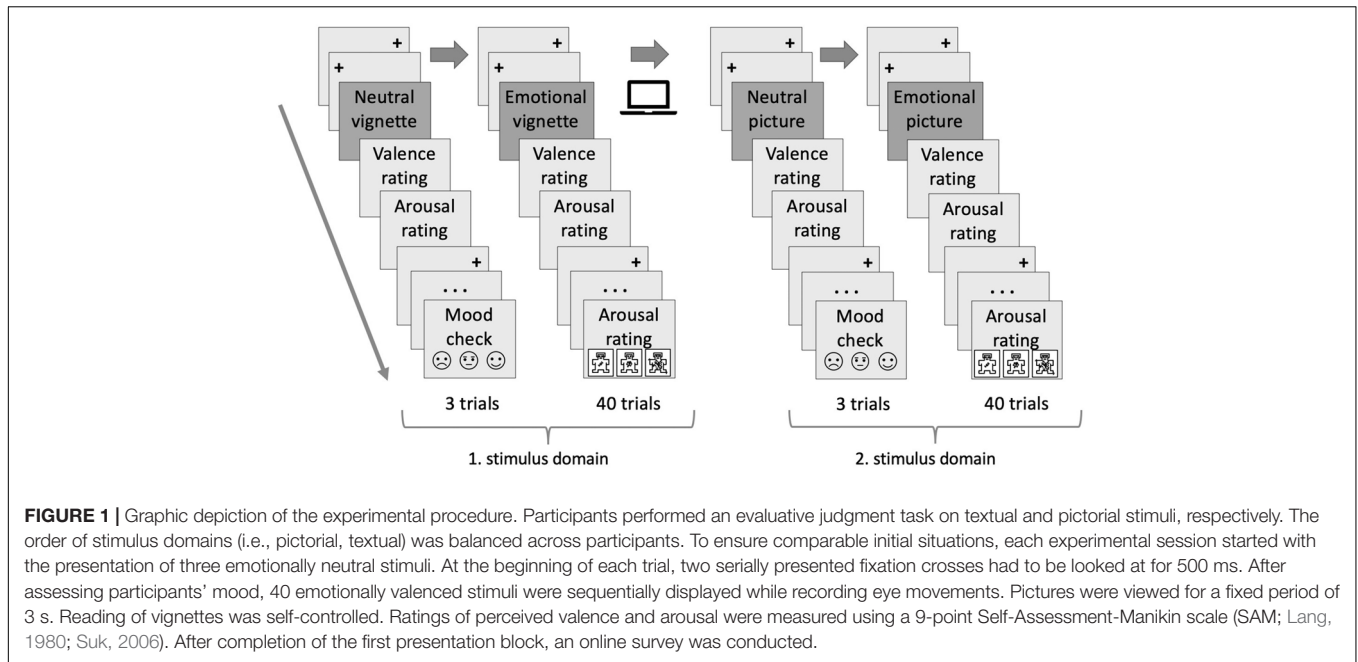 + + + +
+ + + +
Neutral Emotional Neutral Emotional
vignette vignette picture picture
Valence Valence Valence Valence
rating rating rating rating
Arousal Arousal Arousal Arousal
rating rating rating rating
+ + + +
... ... ... ...
Mood Arousal Mood Arousal
check rating check rating
3 trials 40 trials 3 trials 40 trials
1. stimulus domain 2. stimulus domain
FIGURE 1 | Graphic depiction of the experimental procedure. Participants performed an evaluative judgment task on textual and pictorial stimuli, respectively. The
order of stimulus domains (i.e., pictorial, textual) was balanced across participants. To ensure comparable initial situations, each experimental session started with
the presentation of three emotionally neutral stimuli. At the beginning of each trial, two serially presented fixation crosses had to be looked at for 500 ms. After
assessing participants' mood, 40 emotionally valenced stimuli were sequentially displayed while recording eye movements. Pictures were viewed for a fixed period of
3 s. Reading of vignettes was self-controlled. Ratings of perceived valence and arousal were measured using a 9-point Self-Assessment-Manikin scale (SAM; Lang,
1980; Suk, 2006). After completion of the first presentation block, an online survey was conducted.